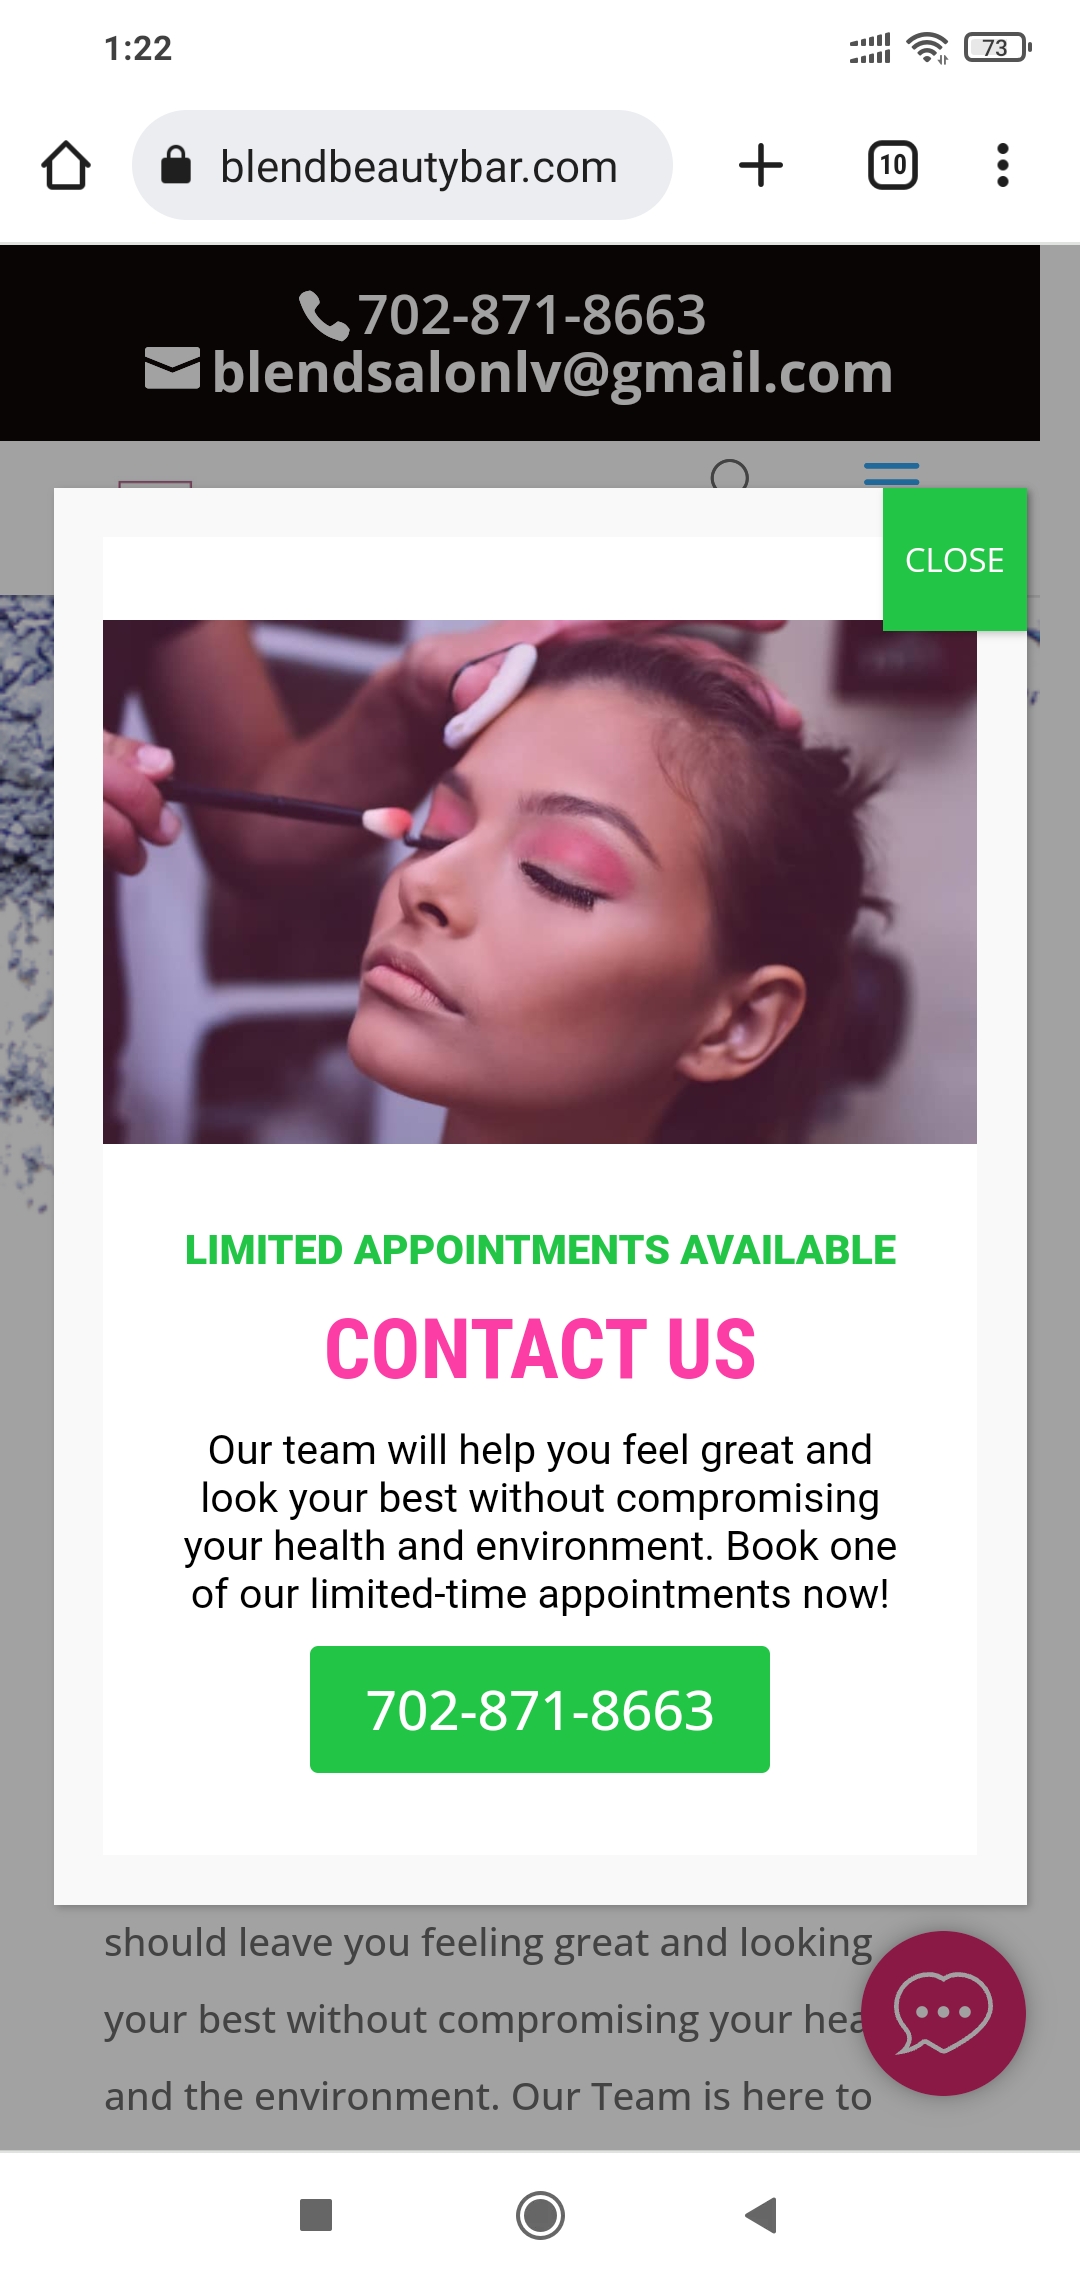 1:22
73
blendbeautybar.com
10
702-871-8663
blendsalonlv@gmail.com
CLOSE
LIMITED APPOINTMENTS AVAILABLE
CONTACT US
Our team will help you feel great and
look your best without compromising
your health and environment. Book one
of our limited-time appointments now!
702-871-8663
should leave you feeling great and looking
your best without compromising your hea
and the environment. Our Team is here to